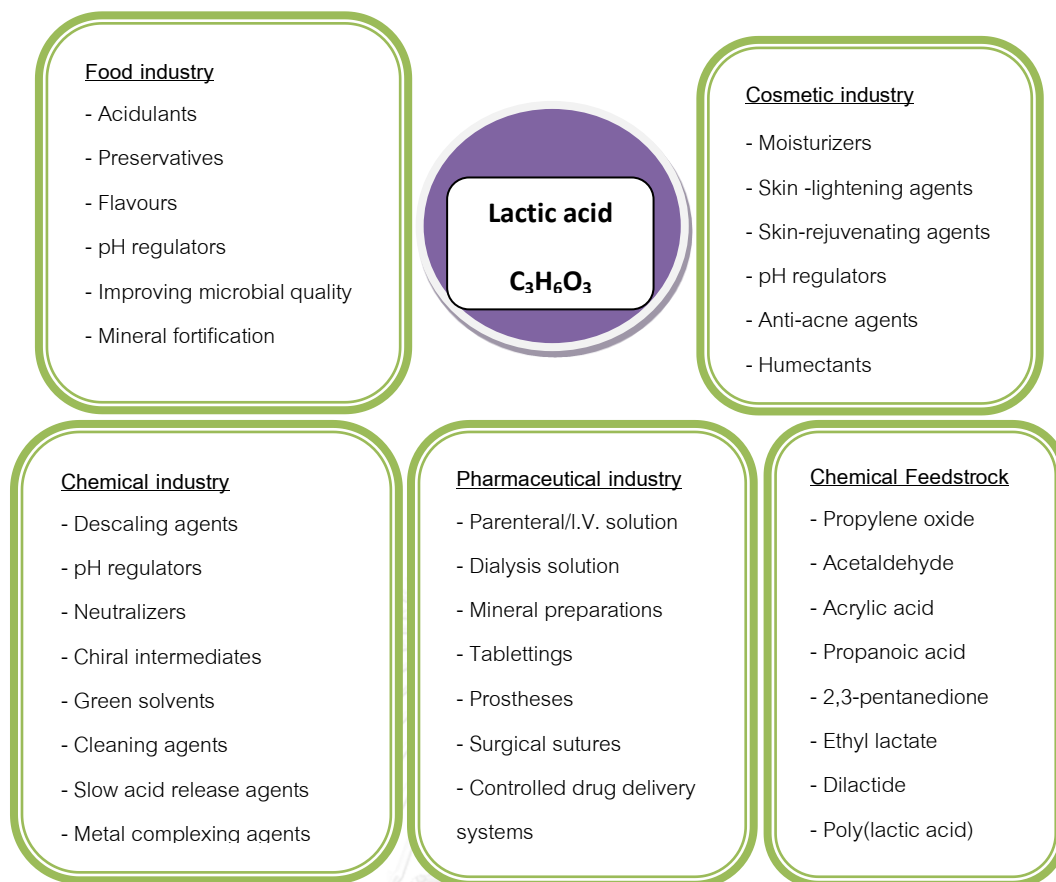 Food industry
- Acidulants
- Preservatives
- Flavours
- pH regulators
- Improving microbial quality
- Mineral fortification
Lactic acid
C₃H₆O₃
Cosmetic industry
- Moisturizers
- Skin -lightening agents
- Skin-rejuvenating agents
- pH regulators
- Anti-acne agents
- Humectants
Chemical industry
- Descaling agents
- pH regulators
- Neutralizers
- Chiral intermediates
- Green solvents
- Cleaning agents
- Slow acid release agents
- Metal complexing agents
Pharmaceutical industry
- Parenteral/I.V. solution
- Dialysis solution
- Mineral preparations
- Tablettings
- Prostheses
- Surgical sutures
- Controlled drug delivery
systems
Chemical Feedstrock
- Propylene oxide
- Acetaldehyde
- Acrylic acid
- Propanoic acid
- 2,3-pentanedione
- Ethyl lactate
- Dilactide
- Poly(lactic acid)